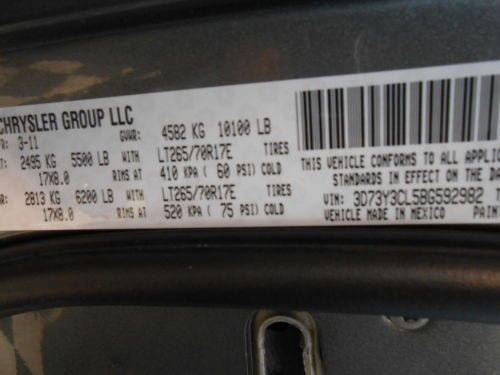 CHRYSLER GROUP LLC
R: 3-11 GVWR: 4582 KG 10100 LB
2495 KG 5500 LB WITH LT265/70R17E TIRES
17X8.0 RIMS AT 410 KPA ( 60 PSI) COLD
R: 2813 KG 6200 LB WITH LT265/70R17E TIRES
17X8.0 RIMS AT 520 KPA ( 75 PSI) COLD
THIS VEHICLE CONFORMS TO ALL
STANDARDS IN EFFECT ON
VIN: 3D73Y3CL5BG592982 T
VEHICLE MADE IN MEXICO PAIN